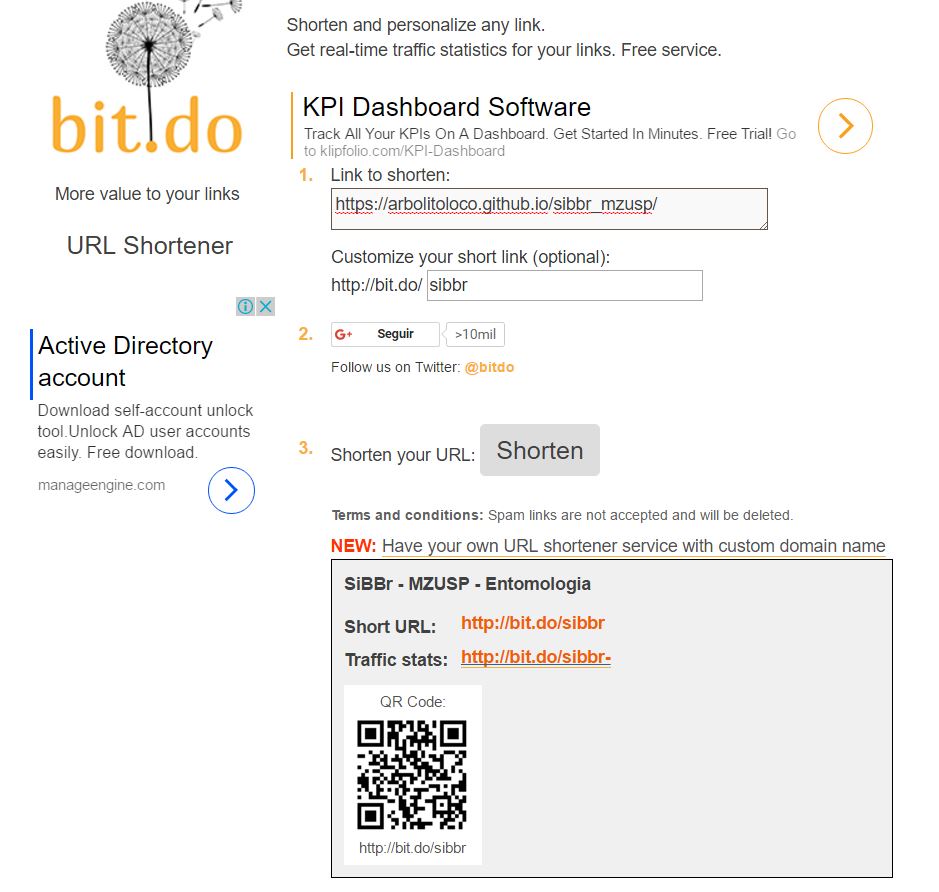 Shorten and personalize any link.
Get real-time traffic statistics for your links. Free service.
bit.do
More value to your links
URL Shortener
Active Directory
account
Download self-account unlock
tool.Unlock AD user accounts
easily. Free download.
manageengine.com
KPI Dashboard Software
Track All Your KPIs On A Dashboard. Get Started In Minutes. Free Trial! Go
to klipfolio.com/KPI-Dashboard
1. Link to shorten:
https://arbolitoloco.github.io/sibbr_mzusp/
Customize your short link (optional):
http://bit.do/ sibbr
2. G+ Seguir >10mil
Follow us on Twitter: @bitdo
3. Shorten your URL: Shorten
Terms and conditions: Spam links are not accepted and will be deleted.
NEW: Have your own URL shortener service with custom domain name
SiBBr - MZUSP - Entomologia
Short URL: http://bit.do/sibbr
Traffic stats: http://bit.do/sibbr-
QR Code:
http://bit.do/sibbr